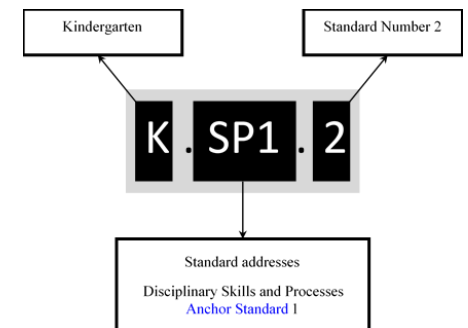 Kindergarten
Standard Number 2
K . SP1 . 2
Standard addresses
Disciplinary Skills and Processes
Anchor Standard 1